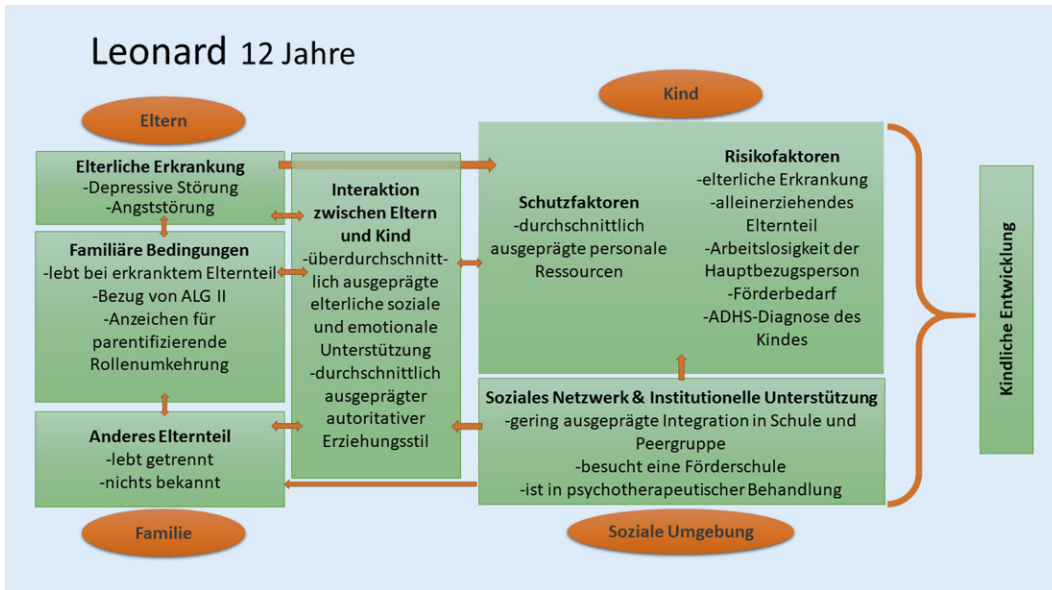 Leonard 12 Jahre
Eltern
Elterliche Erkrankung
-Depressive Störung
-Angststörung
Familiäre Bedingungen
-lebt bei erkranktem Elternteil
-Bezug von ALG II
-Anzeichen für
parentifizierende
Rollenumkehrung
Anderes Elternteil
-lebt getrennt
-nichts bekannt
Familie
Interaktion
zwischen Eltern
und Kind
-überdurchschnitt-
lich ausgeprägte
elterliche soziale
und emotionale
Unterstützung
-durchschnittlich
ausgeprägter
autoritativer
Erziehungsstil
Kind
Schutzfaktoren
-durchschnittlich
ausgeprägte personale
Ressourcen
Risikofaktoren
-elterliche Erkrankung
-alleinerziehendes
Elternteil
-Arbeitslosigkeit der
Hauptbezugsperson
-Förderbedarf
-ADHS-Diagnose des
Kindes
Soziales Netzwerk & Institutionelle Unterstützung
-gering ausgeprägte Integration in Schule und
Peergruppe
-besucht eine Förderschule
-ist in psychotherapeutischer Behandlung
Soziale Umgebung
Kindliche Entwicklung